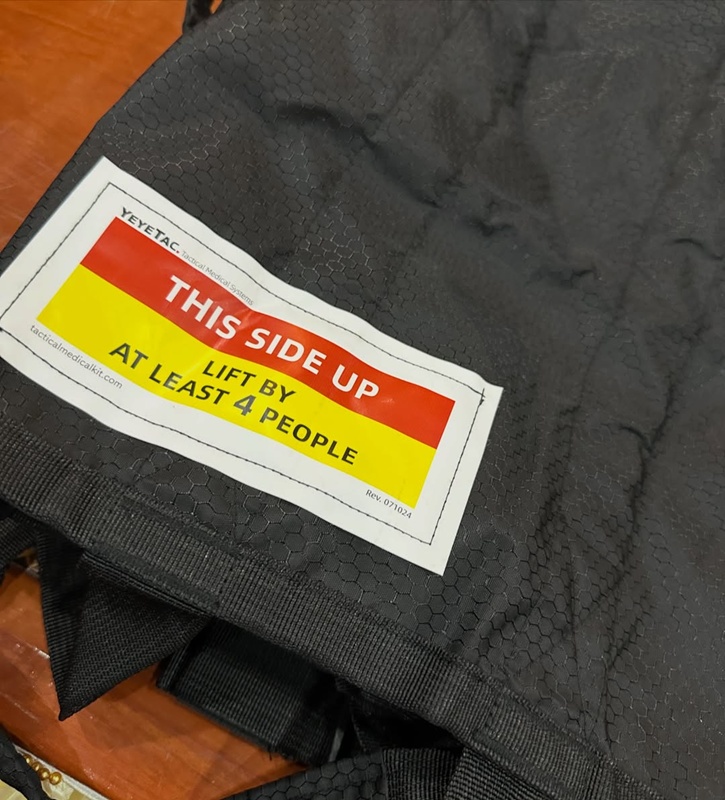 YEYETAC. Tactical Medical Systems
THIS SIDE UP
LIFT BY
AT LEAST 4 PEOPLE
tacticalmedicalkit.com
Rev. 071024